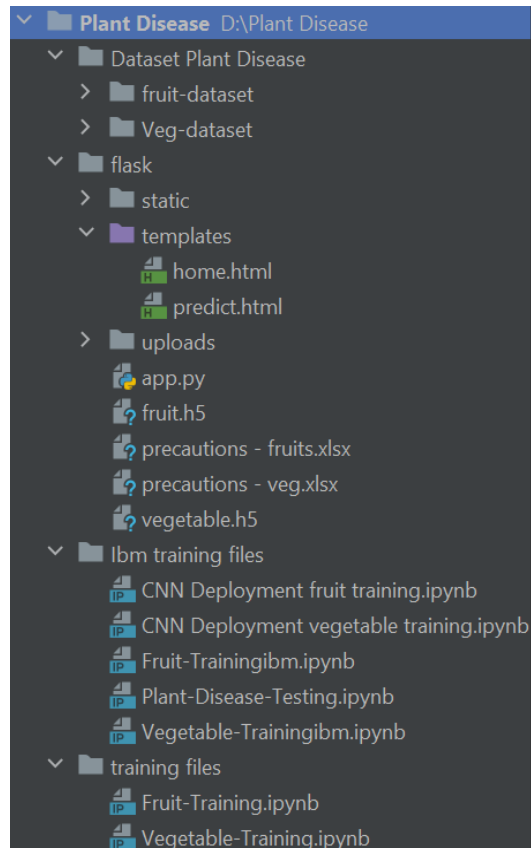 Plant Disease D:\Plant Disease
Dataset Plant Disease
fruit-dataset
Veg-dataset
flask
static
templates
home.html
predict.html
uploads
app.py
fruit.h5
precautions - fruits.xlsx
precautions - veg.xlsx
vegetable.h5
Ibm training files
CNN Deployment fruit training.ipynb
CNN Deployment vegetable training.ipynb
Fruit-Trainingibm.ipynb
Plant-Disease-Testing.ipynb
Vegetable-Trainingibm.ipynb
training files
Fruit-Training.ipynb
Vegetable-Training.ipynb